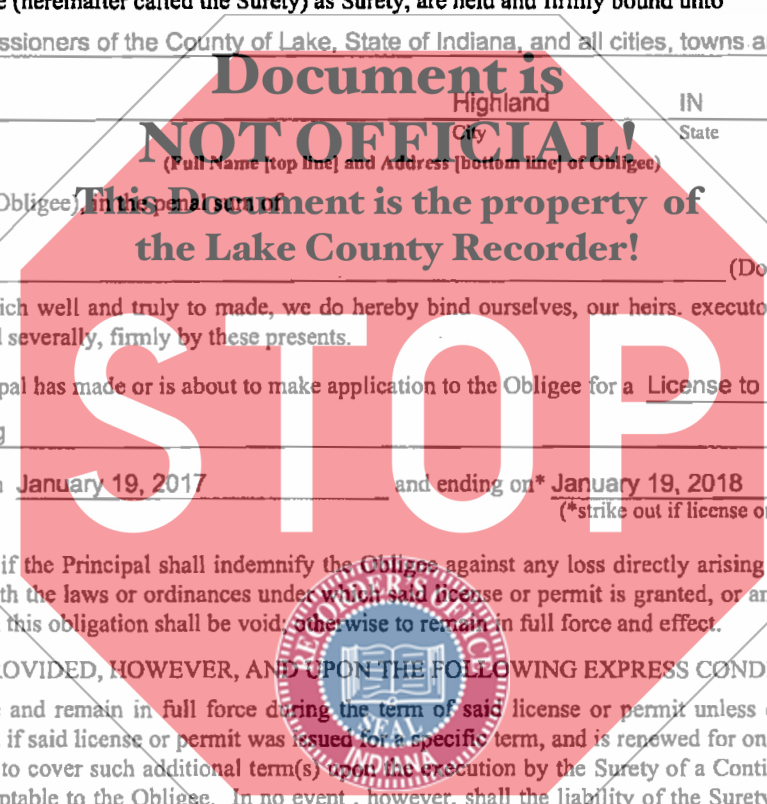 (hereinafter called the Surety) as Surety, are held and firmly bound unto
ssioners of the County of Lake, State of Indiana, and all cities, towns
Document is
Highland IN
NOT OFFICIAL!
City State
(Full Name [top line] and Address [bottom line] of Obligee)
Obligee), in the penal sum of
This Document is the property of
the Lake County Recorder!
(Do
ich well and truly to made, we do hereby bind ourselves, our heirs. executo
severally, firmly by these presents.
STOP
pal has made or is about to make application to the Obligee for a License to
g
January 19, 2017 and ending on* January 19, 2018
(*strike out if license o
if the Principal shall indemnify the Obligee against any loss directly arising
th the laws or ordinances under which said license or permit is granted, or
this obligation shall be void; otherwise to remain in full force and effect.
RECORDER'S OFFICE
ROVIDED, HOWEVER, AND UPON THE FOLLOWING EXPRESS COND
and remain in full force during the term of said license or permit unless
SEAL
if said license or permit was issued for a specific term, and is renewed for
INDIANA
to cover such additional term(s) upon the execution by the Surety of a Conti
ptable to the Obligee. In no event, however, shall the liability of the Surety